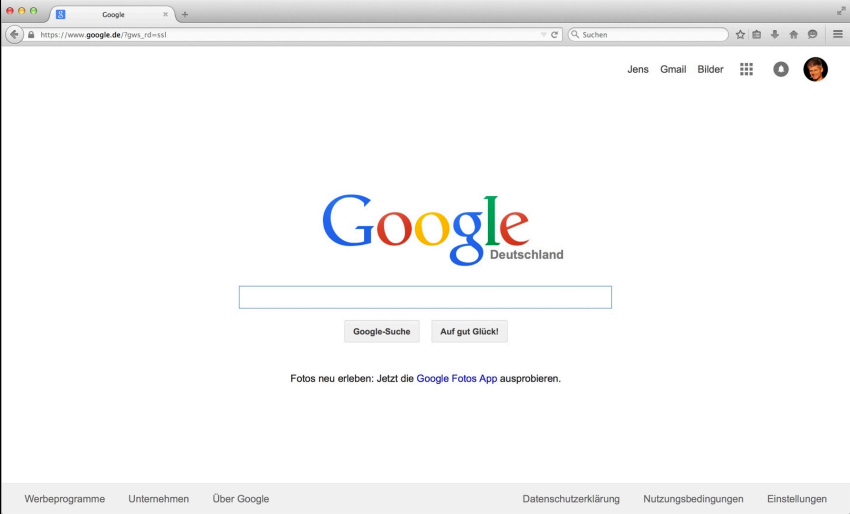 Google
https://www.google.de/?gws_rd=ssl
Suchen
Jens Gmail Bilder
Google
Deutschland
Google-Suche Auf gut Glück!
Fotos neu erleben: Jetzt die Google Fotos App ausprobieren.
Werbeprogramme Unternehmen Über Google Datenschutzerklärung Nutzungsbedingungen Einstellungen